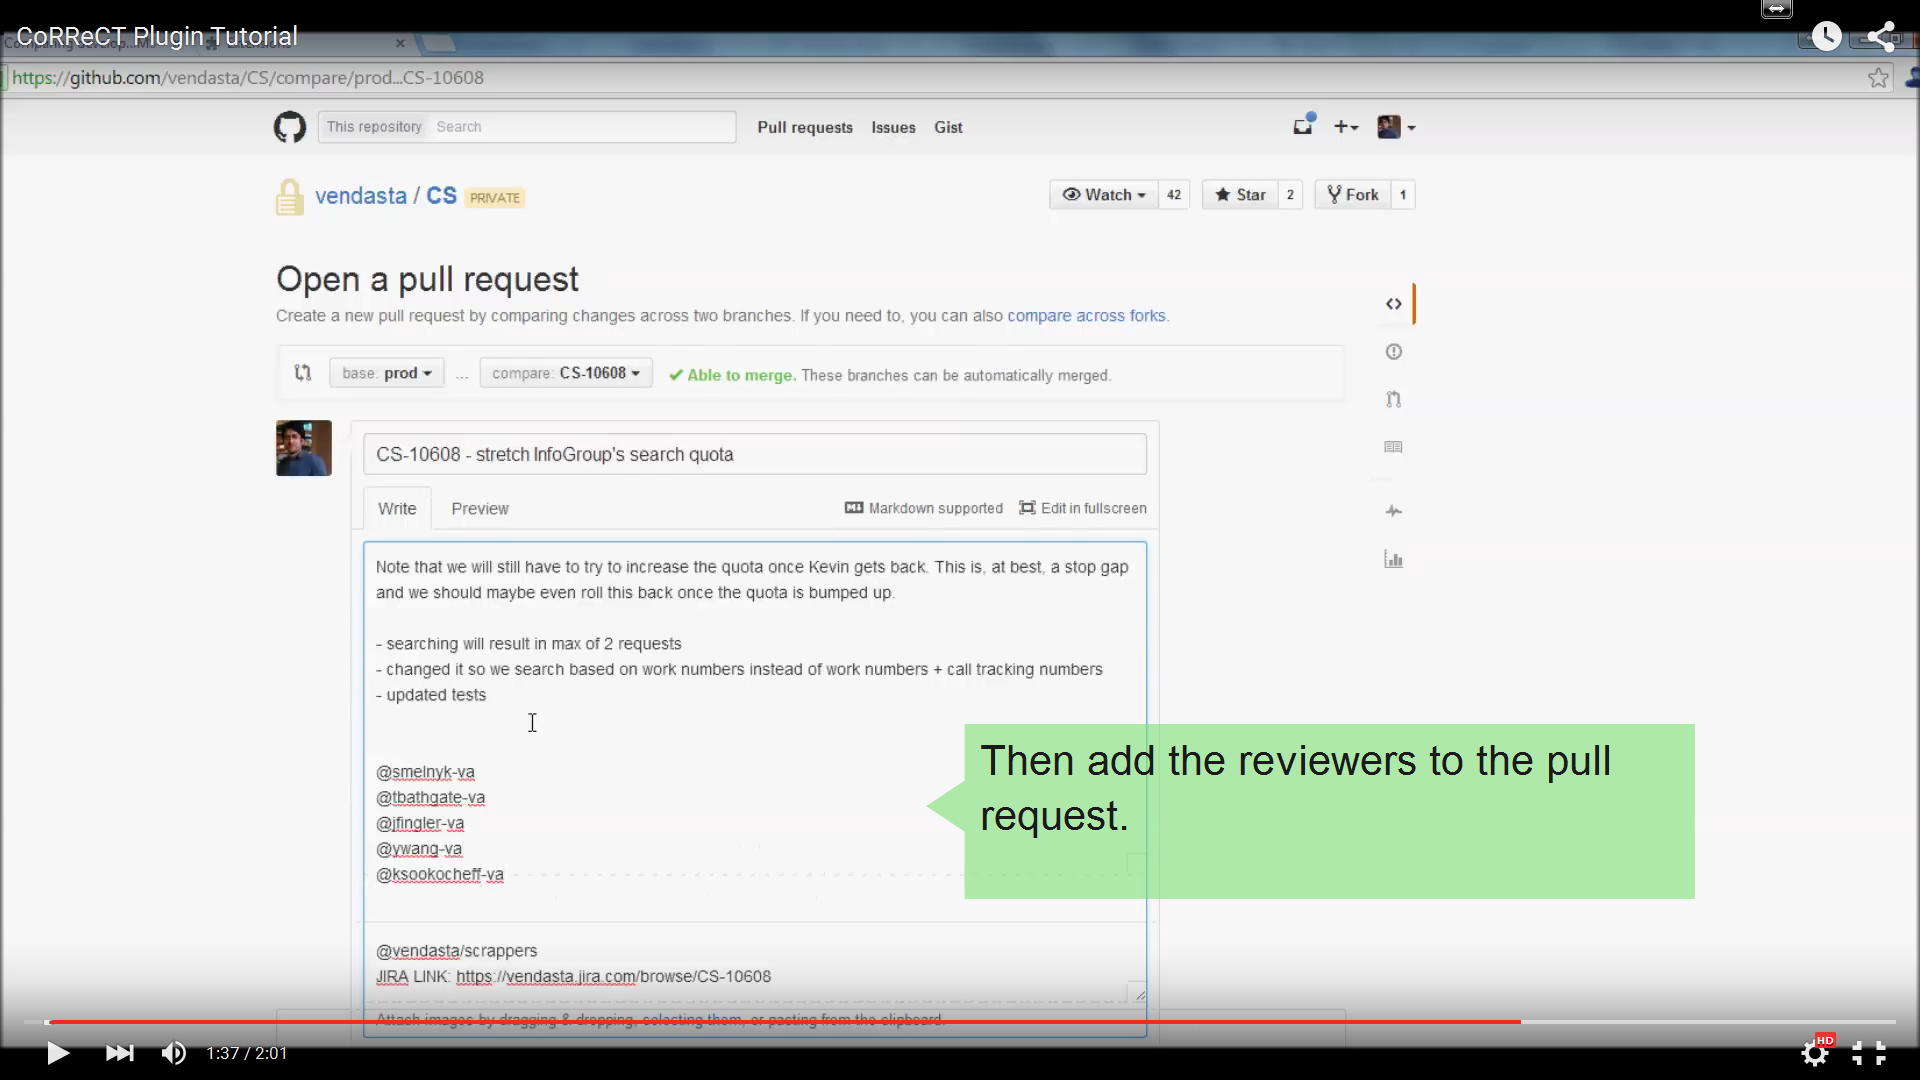 CoRReCT Plugin Tutorial
https://github.com/vendasta/CS/compare/prod...CS-10608
This repository Search
Pull requests Issues Gist
vendasta / CS PRIVATE
Watch 42 Star 2 Fork 1
Open a pull request
Create a new pull request by comparing changes across two branches. If you need to, you can also compare across forks.
base: prod ... compare: CS-10608 Able to merge. These branches can be automatically merged.
CS-10608 - stretch InfoGroup's search quota
Write Preview Markdown supported Edit in fullscreen
Note that we will still have to try to increase the quota once Kevin gets back. This is, at best, a stop gap
and we should maybe even roll this back once the quota is bumped up.
- searching will result in max of 2 requests
- changed it so we search based on work numbers instead of work numbers + call tracking numbers
- updated tests
@smelnyk-va
@tbathgate-va
@jfingler-va
@ywang-va
@ksookocheff-va
Then add the reviewers to the pull
request.
@vendasta/scrappers
JIRA LINK: https://vendasta.jira.com/browse/CS-10608
Attach images by dragging & dropping, selecting them, or pasting from the clipboard.
1:37 / 2:01
HD